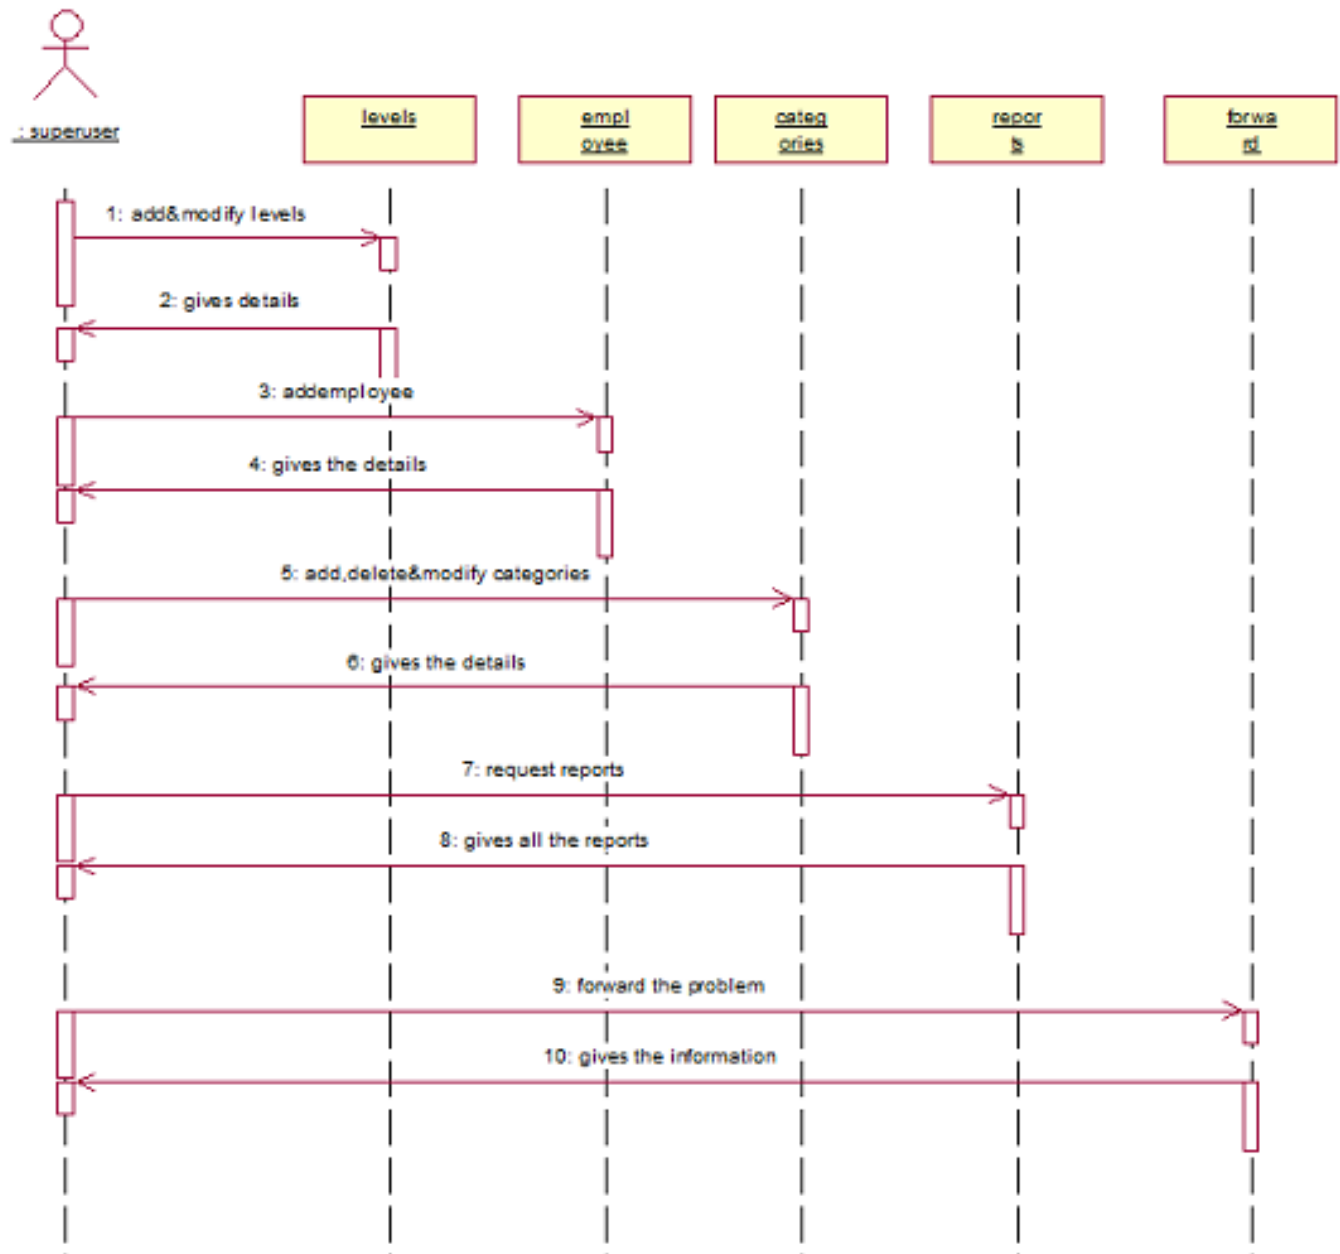 : superuser
levels
empl
oyee
categ
ories
repor
ts
forwa
rd
1: add&modify levels
2: gives details
3: addemployee
4: gives the details
5: add,delete&modify categories
6: gives the details
7: request reports
8: gives all the reports
9: forward the problem
10: gives the information